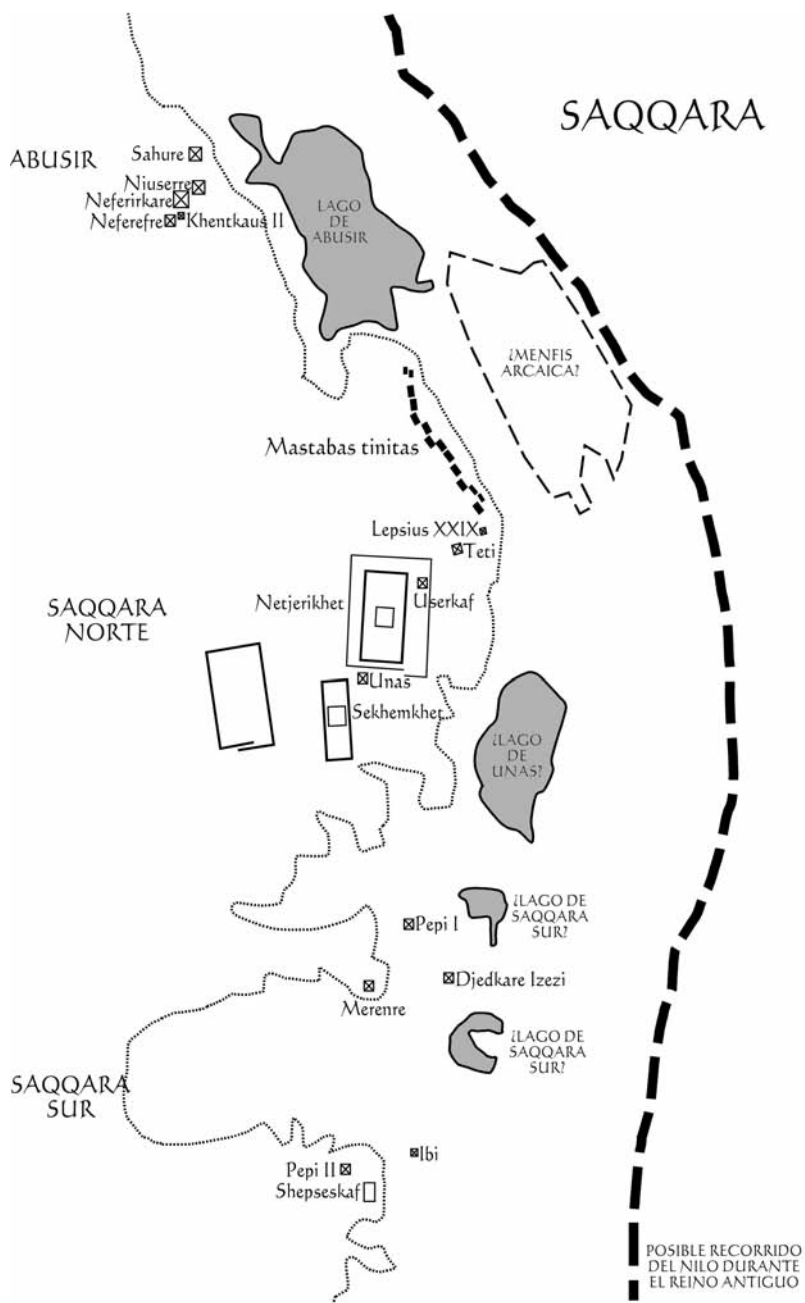 SAQQARA
ABUSIR
Sahure
Niuserre
Neferirkare
Neferefre
Khentkaus II
LAGO
DE
ABUSIR
¿MENFIS
ARCAICA?
Mastabas tinitas
Lepsius XXIX
Teti
SAQQARA
NORTE
Netjerikhet
Userkaf
Unas
Sekhemkhet
¿LAGO
DE
UNAS?
¿LAGO DE
SAQQARA
SUR?
Pepi I
Djedkare Izezi
Merenre
¿LAGO DE
SAQQARA
SUR?
SAQQARA
SUR
Ibi
Pepi II
Shepseskaf
POSIBLE RECORRIDO
DEL NILO DURANTE
EL REINO ANTIGUO